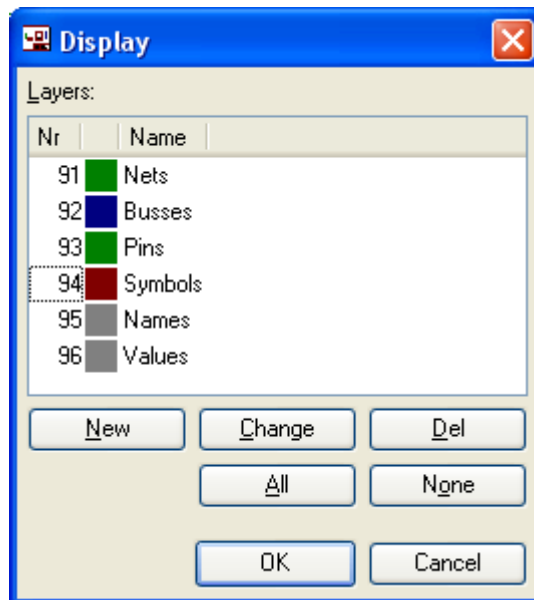 Display
Layers:
Nr Name
91 Nets
92 Busses
93 Pins
94 Symbols
95 Names
96 Values
New Change Del
All None
OK Cancel